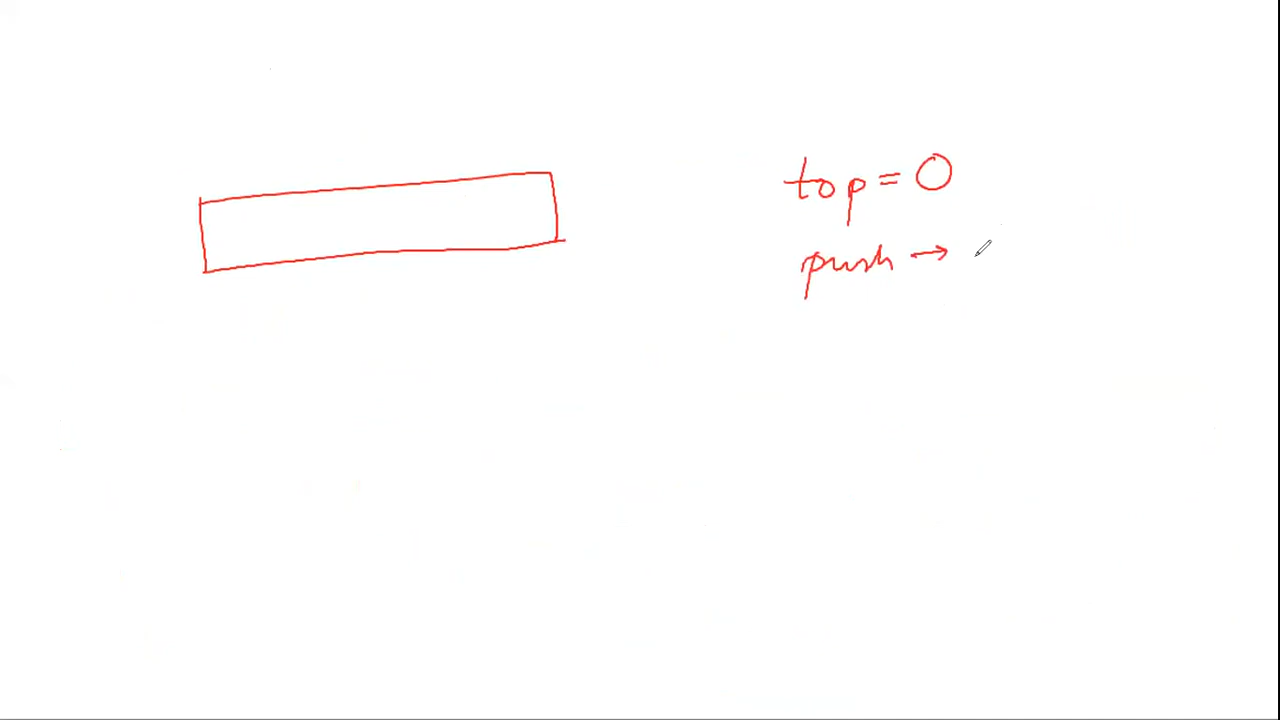 top = 0
push →